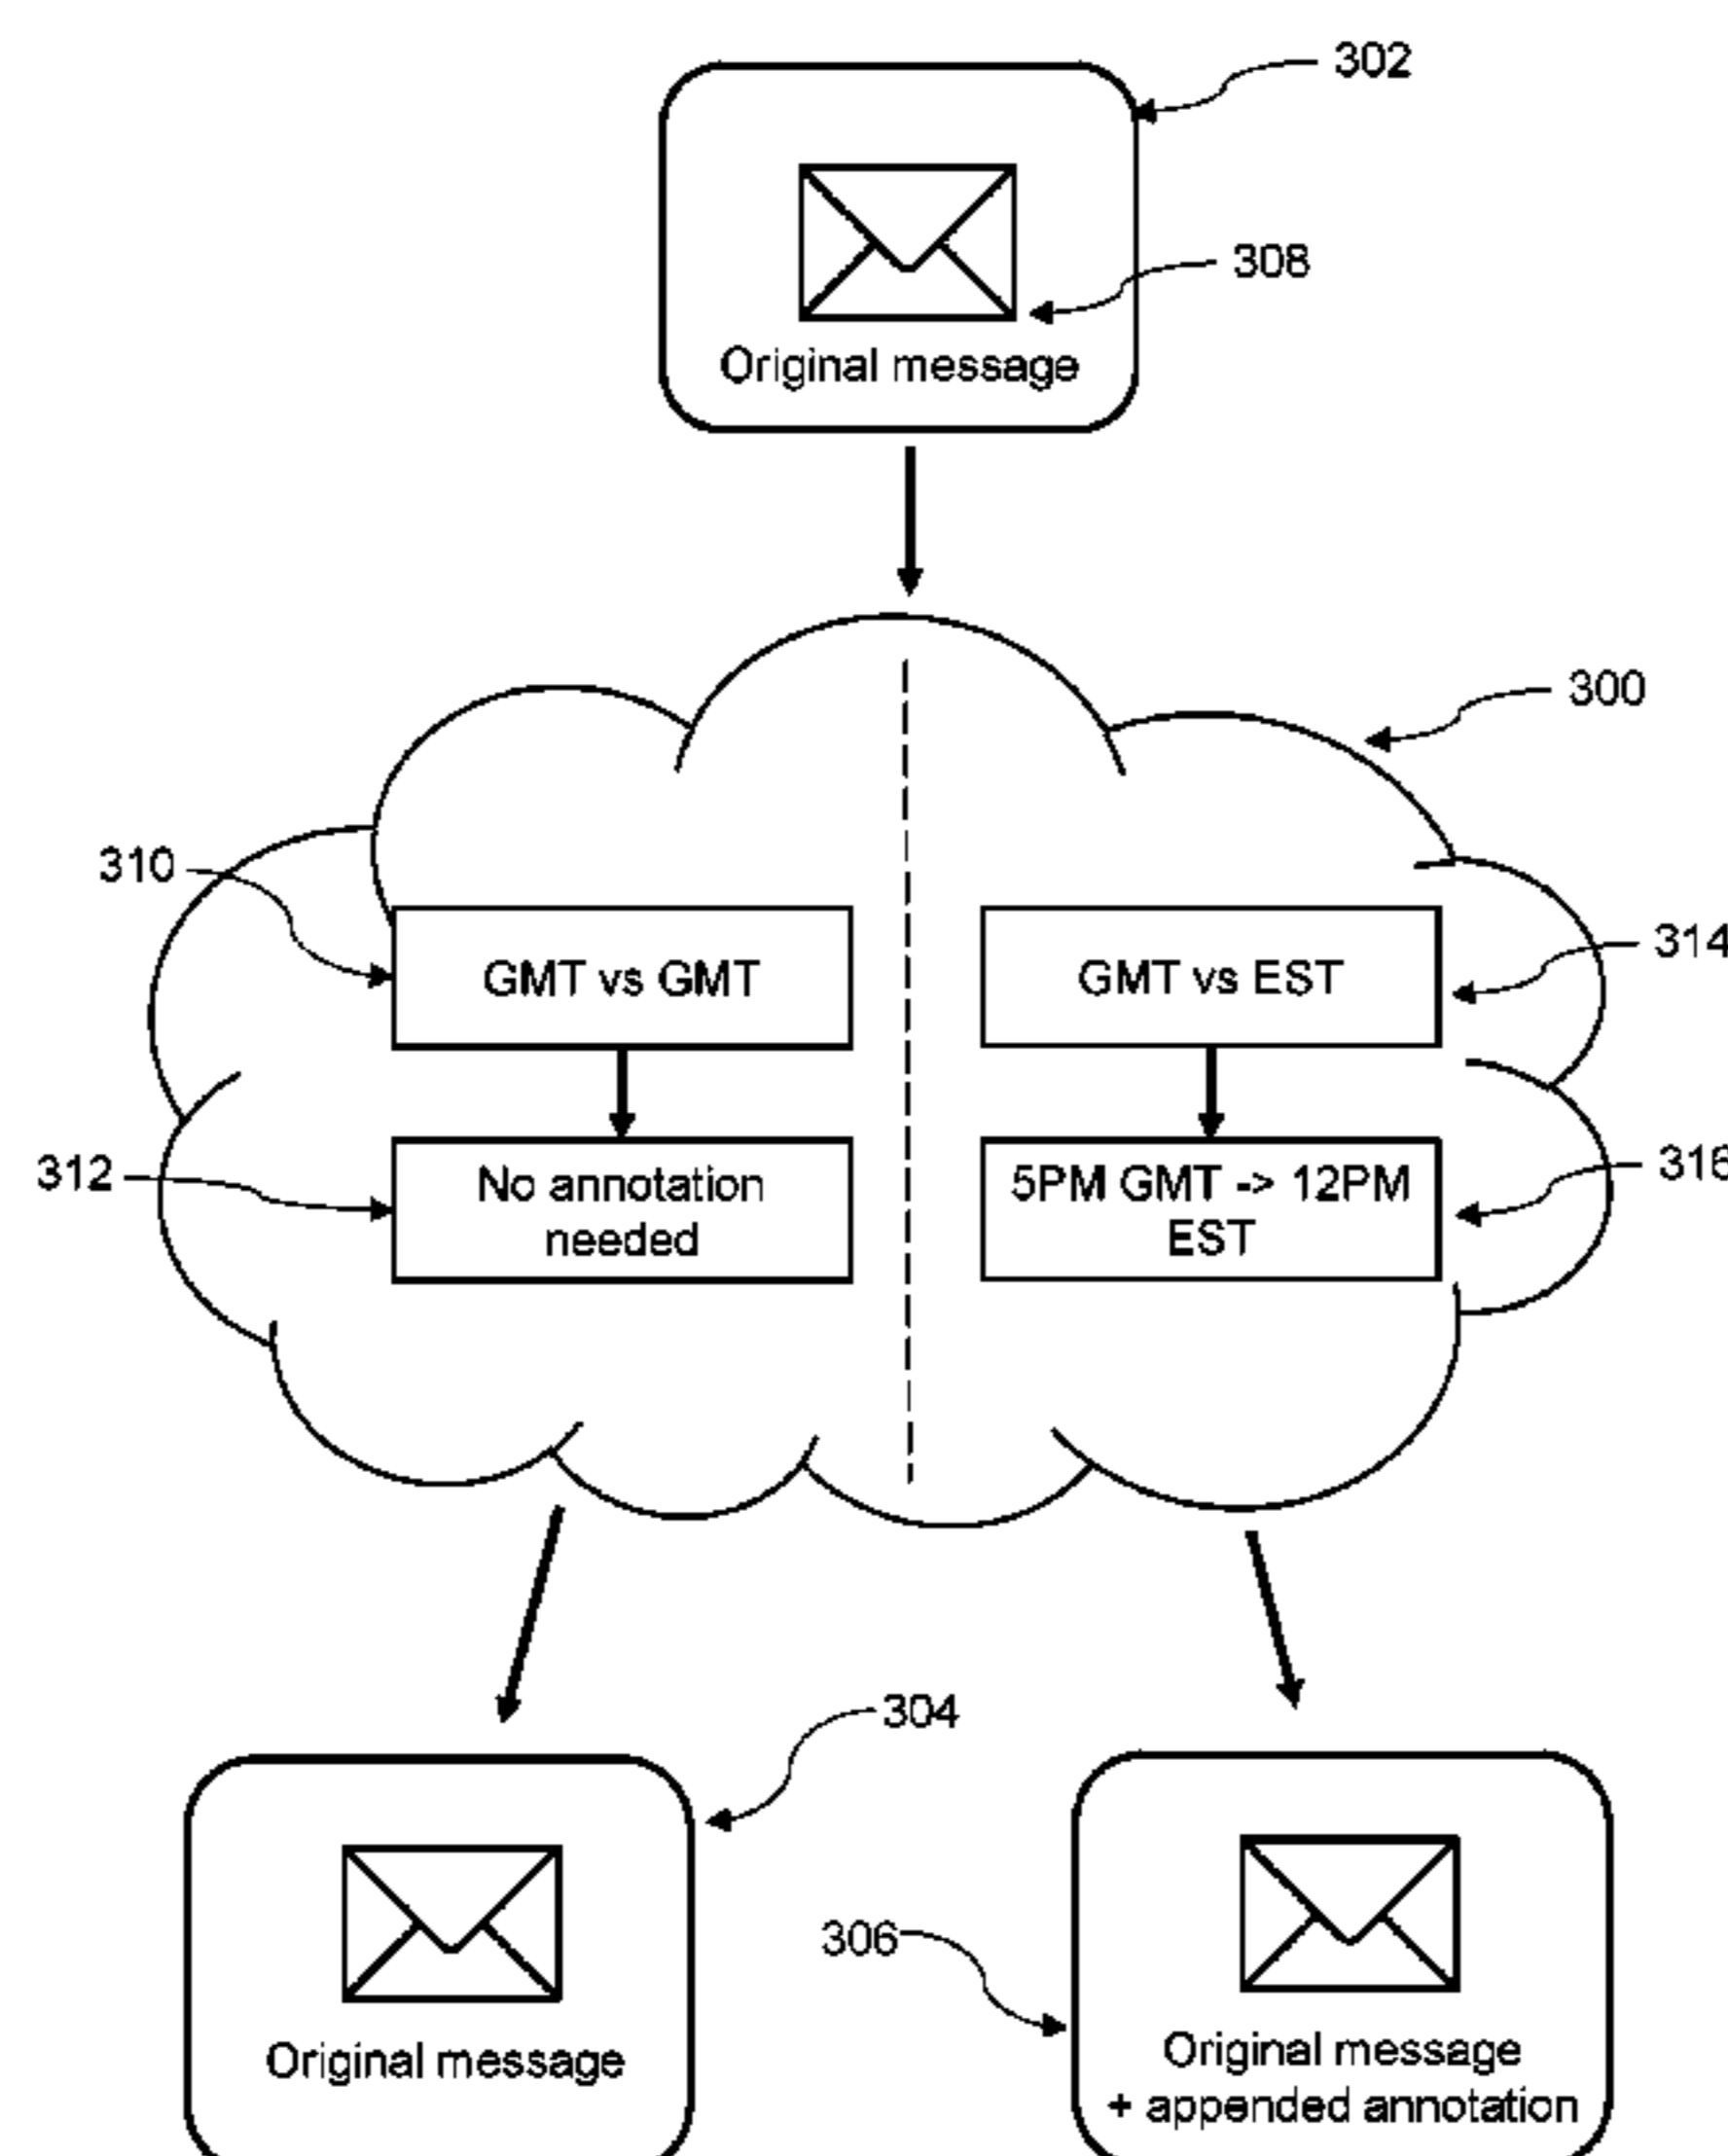 302
308
Original message
300
310
GMT vs GMT
GMT vs EST
314
312
No annotation
needed
5PM GMT -> 12PM
EST
316
304
306
Original message
Original message
+ appended annotation